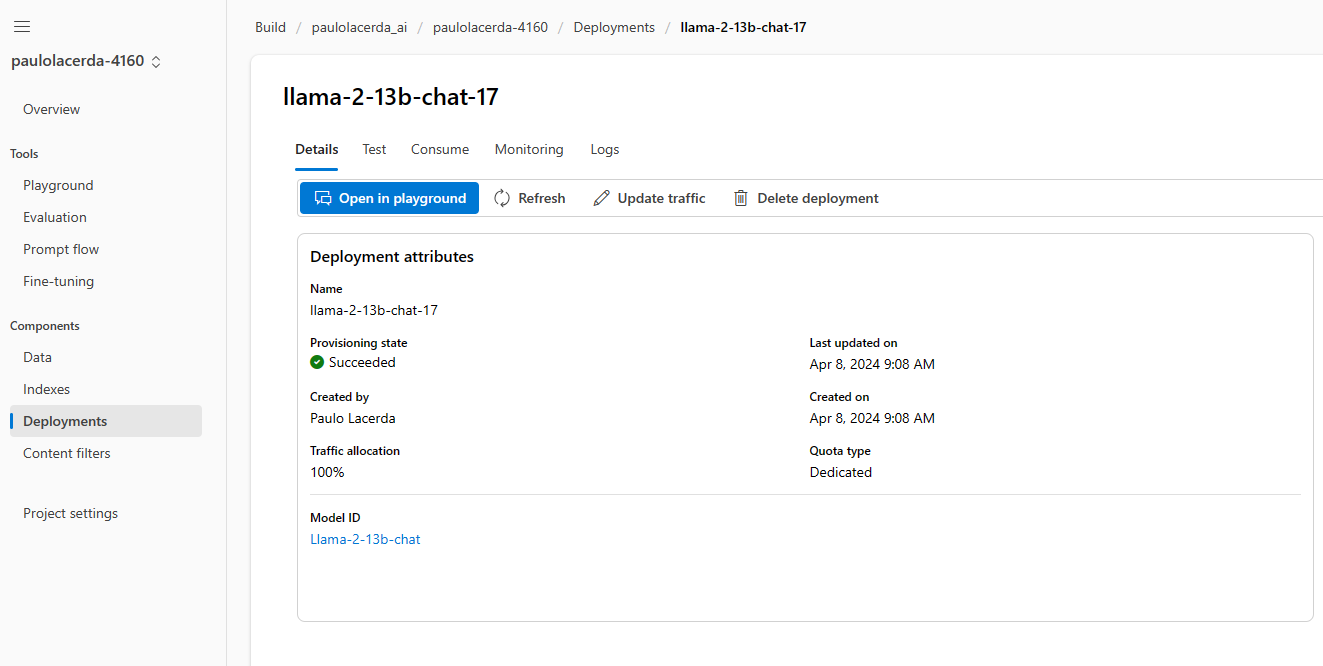 Build / paulolacerda_ai / paulolacerda-4160 / Deployments / llama-2-13b-chat-17
paulolacerda-4160
Overview
Tools
Playground
Evaluation
Prompt flow
Fine-tuning
Components
Data
Indexes
Deployments
Content filters
Project settings
llama-2-13b-chat-17
Details Test Consume Monitoring Logs
Open in playground Refresh Update traffic Delete deployment
Deployment attributes
Name
llama-2-13b-chat-17
Provisioning state
Succeeded
Last updated on
Apr 8, 2024 9:08 AM
Created by
Paulo Lacerda
Created on
Apr 8, 2024 9:08 AM
Traffic allocation
100%
Quota type
Dedicated
Model ID
Llama-2-13b-chat